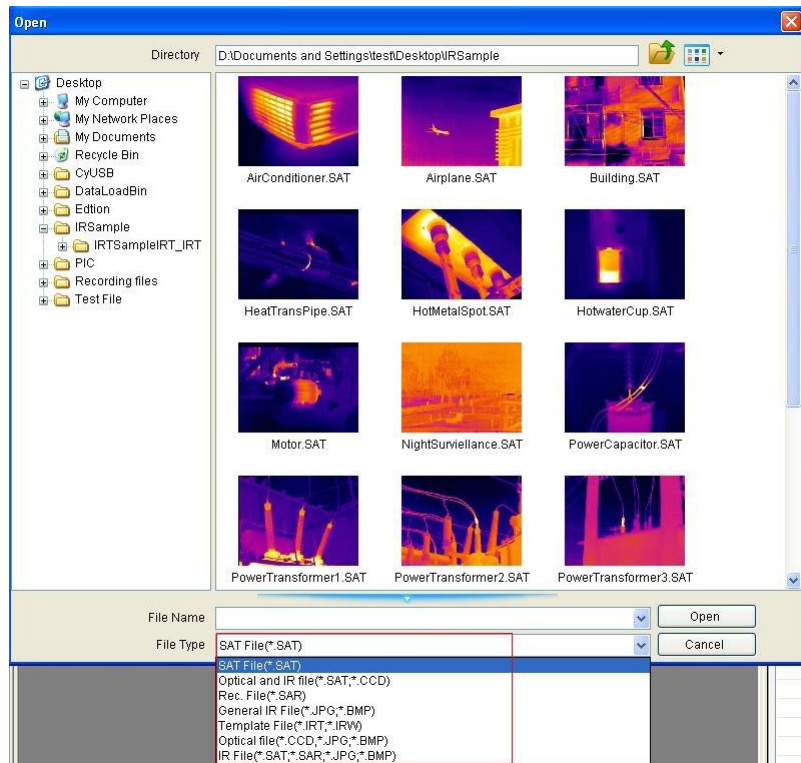 Open
Directory D:\Documents and Settings\test\Desktop\IRSample
Desktop
My Computer
My Network Places
My Documents
Recycle Bin
CyUSB
DataLoadBin
Edtion
IRSample
IRTSampleIRT_IRT
PIC
Recording files
Test File
AirConditioner.SAT Airplane.SAT Building.SAT
HeatTransPipe.SAT HotMetalSpot.SAT HotwaterCup.SAT
Motor.SAT NightSurviellance.SAT PowerCapacitor.SAT
PowerTransformer1.SAT PowerTransformer2.SAT PowerTransformer3.SAT
File Name Open
File Type SAT File(*.SAT) Cancel
SAT File(*.SAT)
Optical and IR file(*.SAT;*.CCD)
Rec. File(*.SAR)
General IR File(*.JPG;*.BMP)
Template File(*.IRT;*.IRW)
Optical file(*.CCD,*.JPG;*.BMP)
IR File(*.SAT;*.SAR;*.JPG;*.BMP)